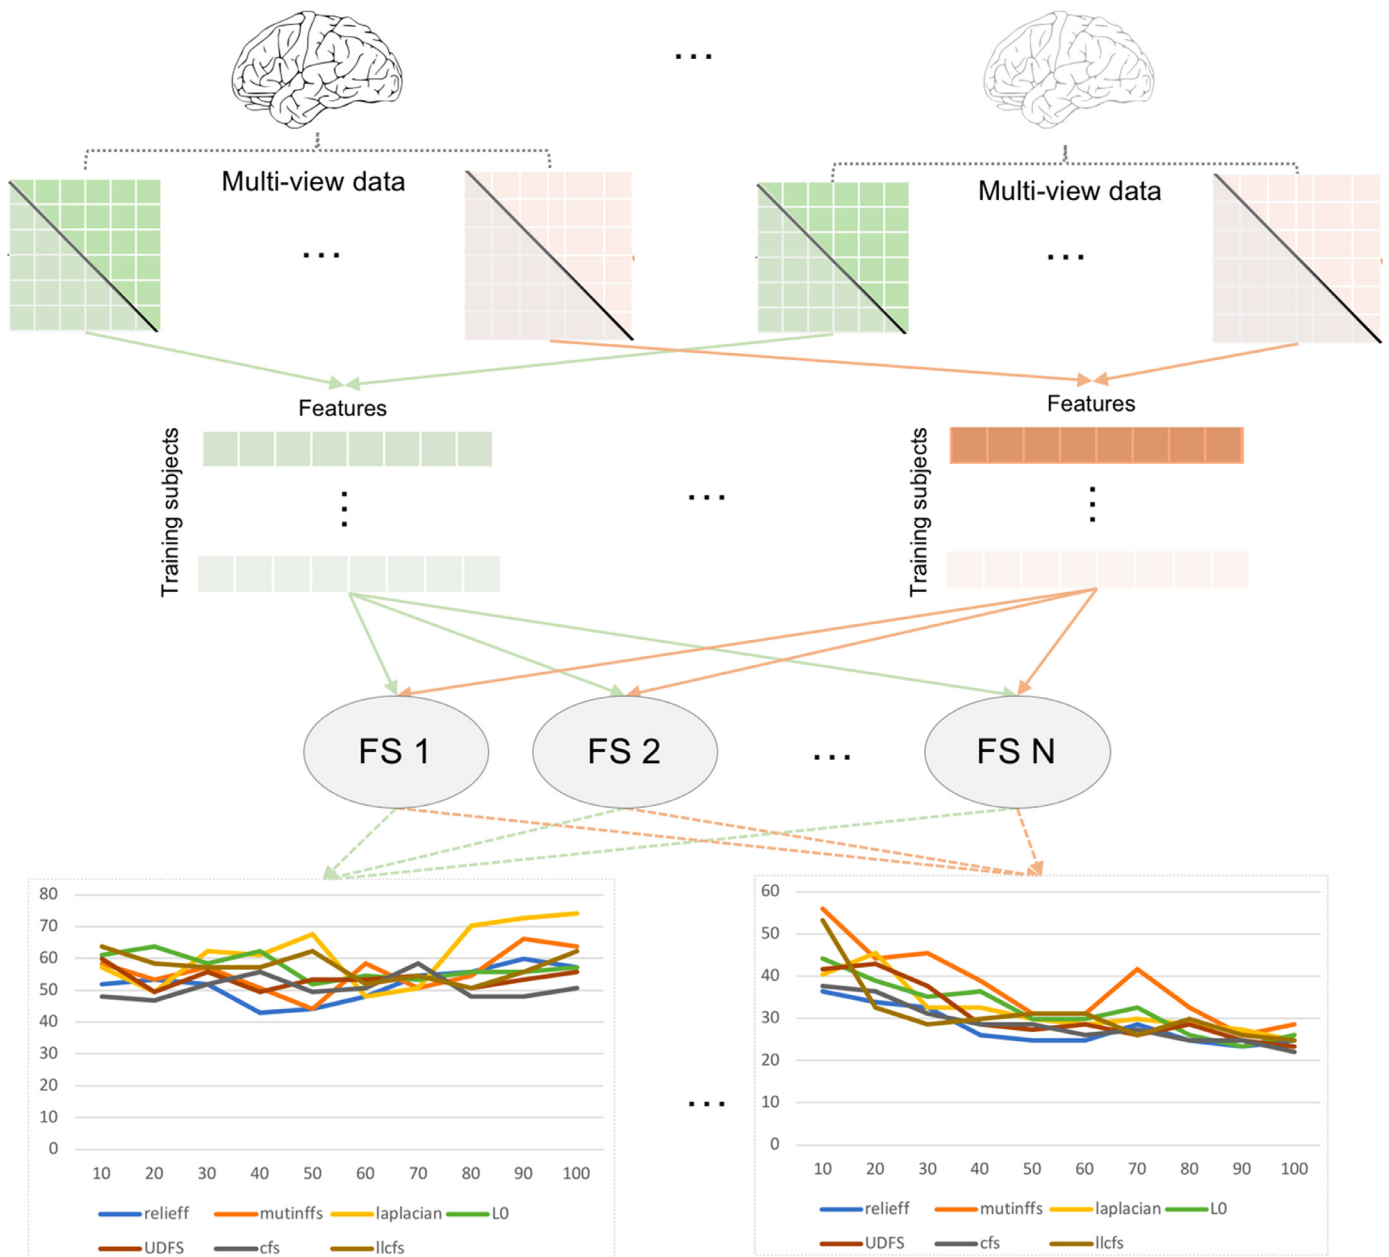 ...
Multi-view data
Multi-view data
...
...
Features
Features
Training subjects
Training subjects
...
FS 1
FS 2
...
FS N
80
70
60
50
40
30
20
10
0
10 20 30 40 50 60 70 80 90 100
relieff mutinffs laplacian L0
UDFS cfs llcfs
...
60
50
40
30
20
10
0
10 20 30 40 50 60 70 80 90 100
relieff mutinffs laplacian L0
UDFS cfs llcfs